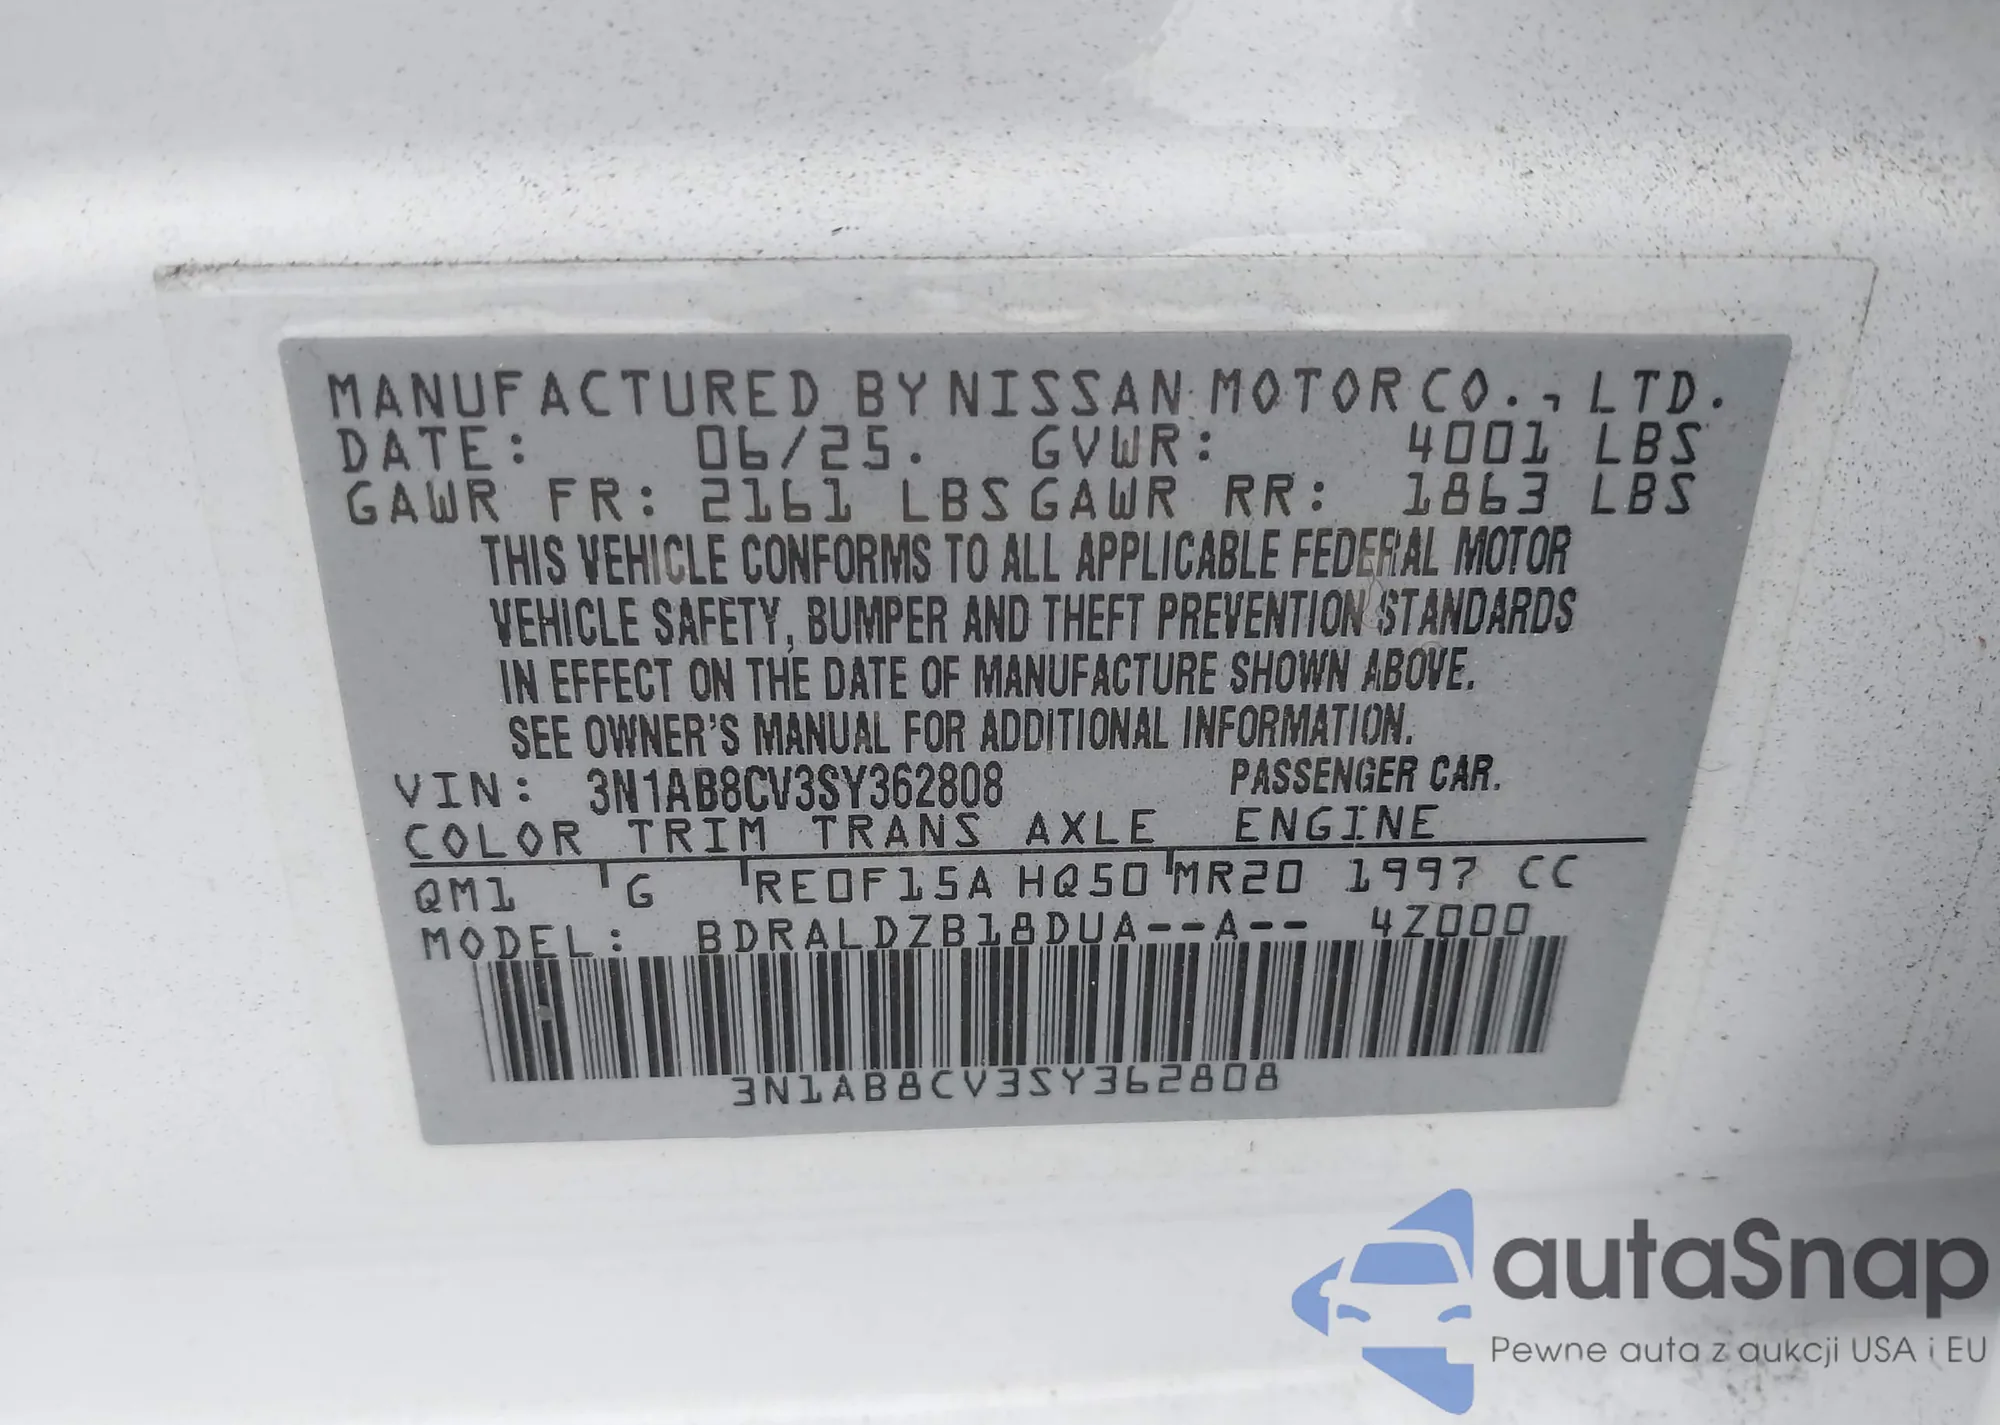 MANUFACTURED BY NISSAN MOTOR CO., LTD.
DATE: 06/25. GVWR: 4001 LBS
GAWR FR: 2161 LBS GAWR RR: 1863 LBS
THIS VEHICLE CONFORMS TO ALL APPLICABLE FEDERAL MOTOR
VEHICLE SAFETY, BUMPER AND THEFT PREVENTION STANDARDS
IN EFFECT ON THE DATE OF MANUFACTURE SHOWN ABOVE.
SEE OWNER'S MANUAL FOR ADDITIONAL INFORMATION.
VIN: 3N1AB8CV3SY362808 PASSENGER CAR.
COLOR TRIM TRANS AXLE ENGINE
QM1 G RE0F15A HQ50 MR20 1997 CC
MODEL: BDRALDZB18DUA--A-- 4Z000
3N1AB8CV3SY362808
autaSnap
Pewne auta z aukcji USA i EU